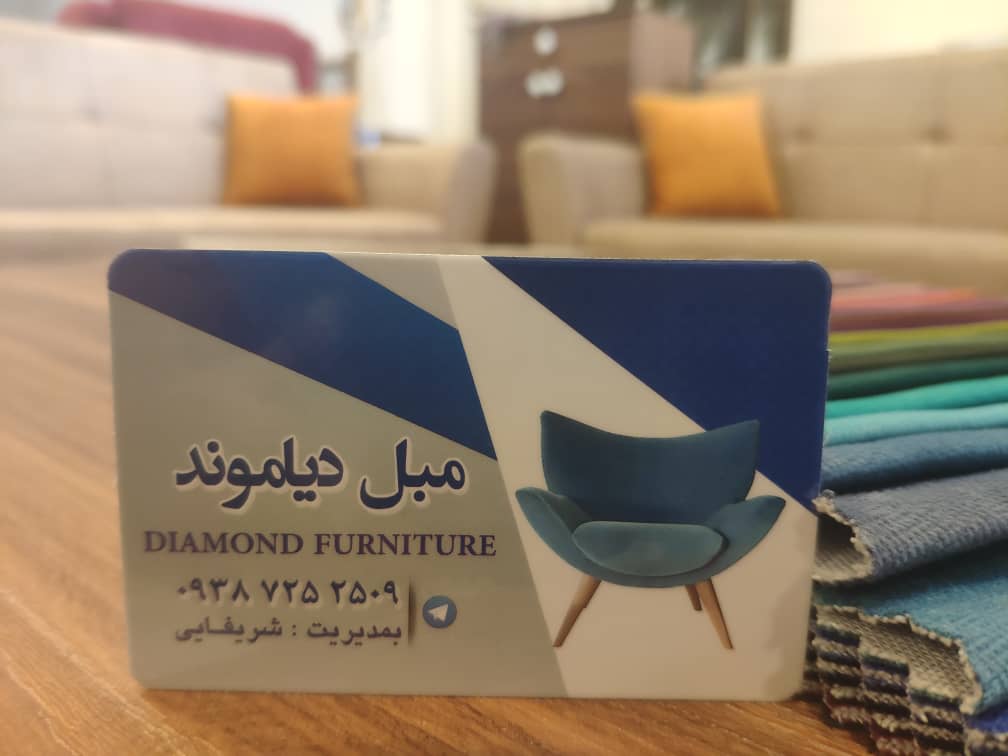 مبل دیاموند
DIAMOND FURNITURE
۰۹۳۸ ۷۲۵ ۲۵۰۹
بمدیریت : شریفایی